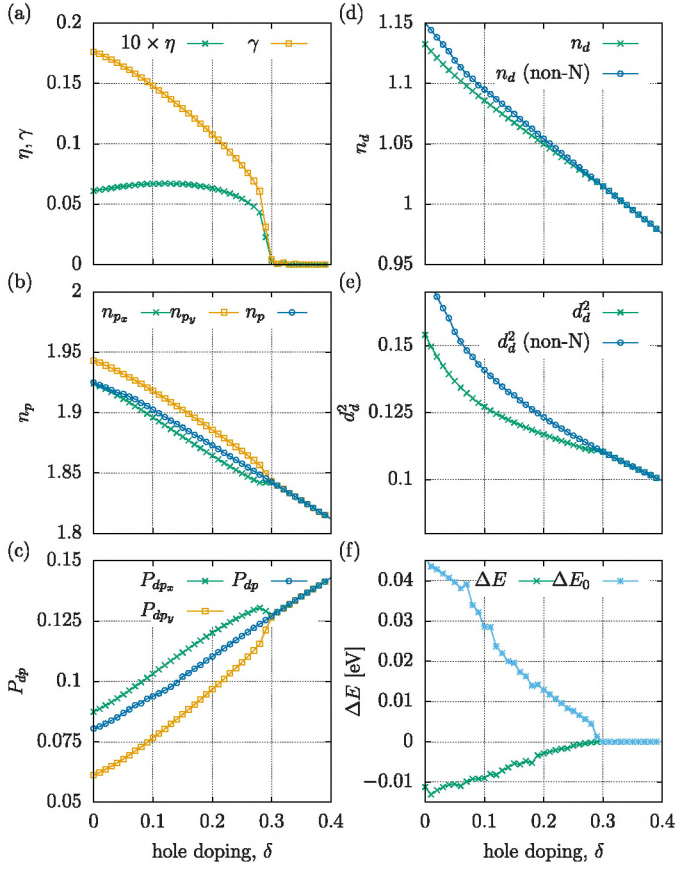 (a)
0.2
0.15
0.1
0.05
0
η, γ
10 × η
γ
(b)
2
1.95
1.9
1.85
1.8
n_p
n_{p_x}
n_{p_y}
n_p
(c)
0.15
0.125
0.1
0.075
0.05
P_{dp}
P_{dp_x}
P_{dp}
P_{dp_y}
0 0.1 0.2 0.3 0.4
hole doping, δ
(d)
1.15
1.1
1.05
1
0.95
n_d
n_d
n_d (non-N)
(e)
0.15
0.125
0.1
d_d^2
d_d^2
d_d^2 (non-N)
(f)
0.04
0.03
0.02
0.01
0
−0.01
ΔE [eV]
ΔE
ΔE_0
0 0.1 0.2 0.3 0.4
hole doping, δ